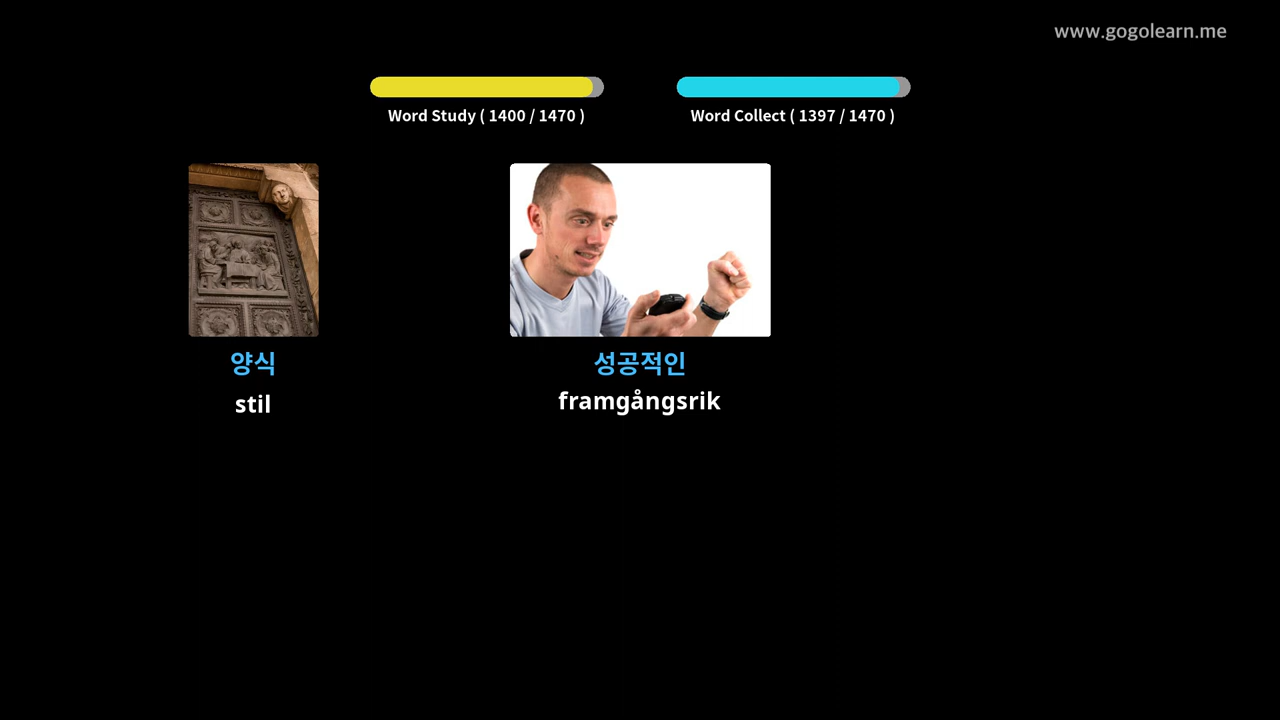 www.gogolearn.me
Word Study ( 1400 / 1470 )
Word Collect ( 1397 / 1470 )
양식
성공적인
stil
framgångsrik